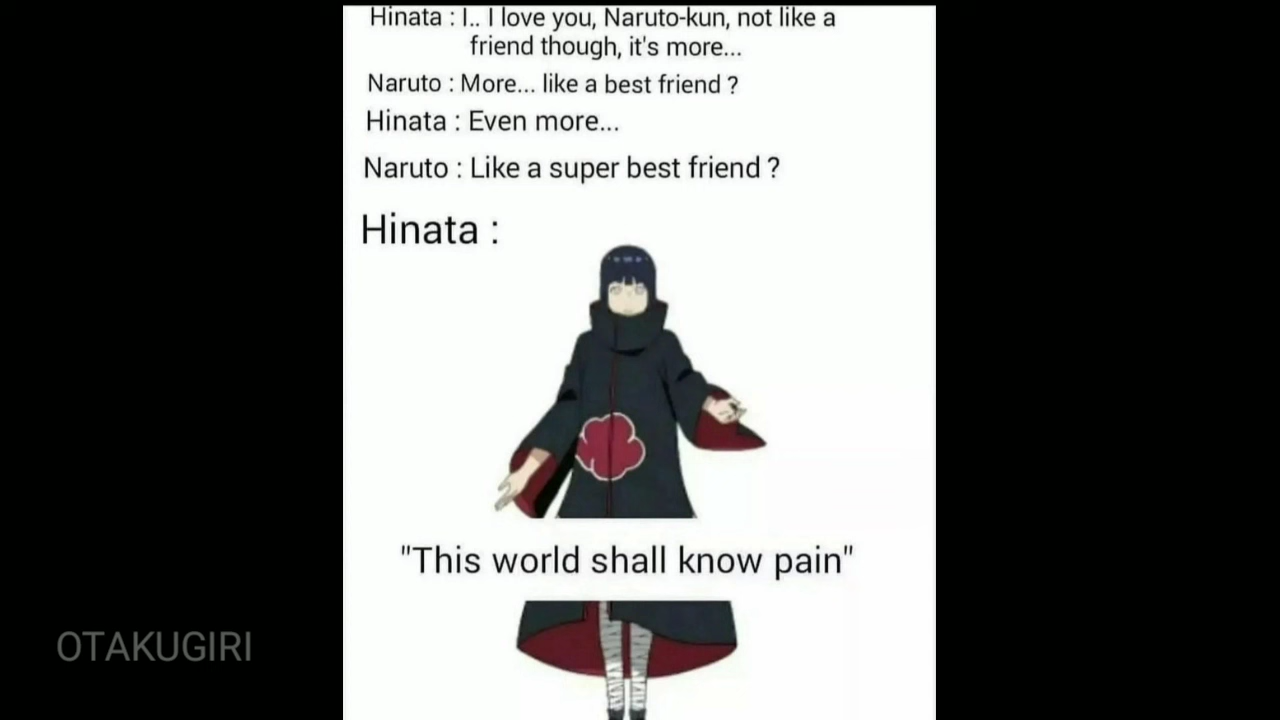 Hinata : I.. I love you, Naruto-kun, not like a
friend though, it's more...
Naruto : More... like a best friend ?
Hinata : Even more...
Naruto : Like a super best friend ?
Hinata :
"This world shall know pain"
OTAKUGIRI